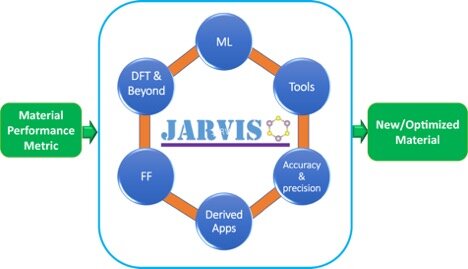 ML
DFT &
Beyond
Tools
Material
Performance
Metric
JARVIS
New/Optimized
Material
FF
Accuracy
&
precision
Derived
Apps